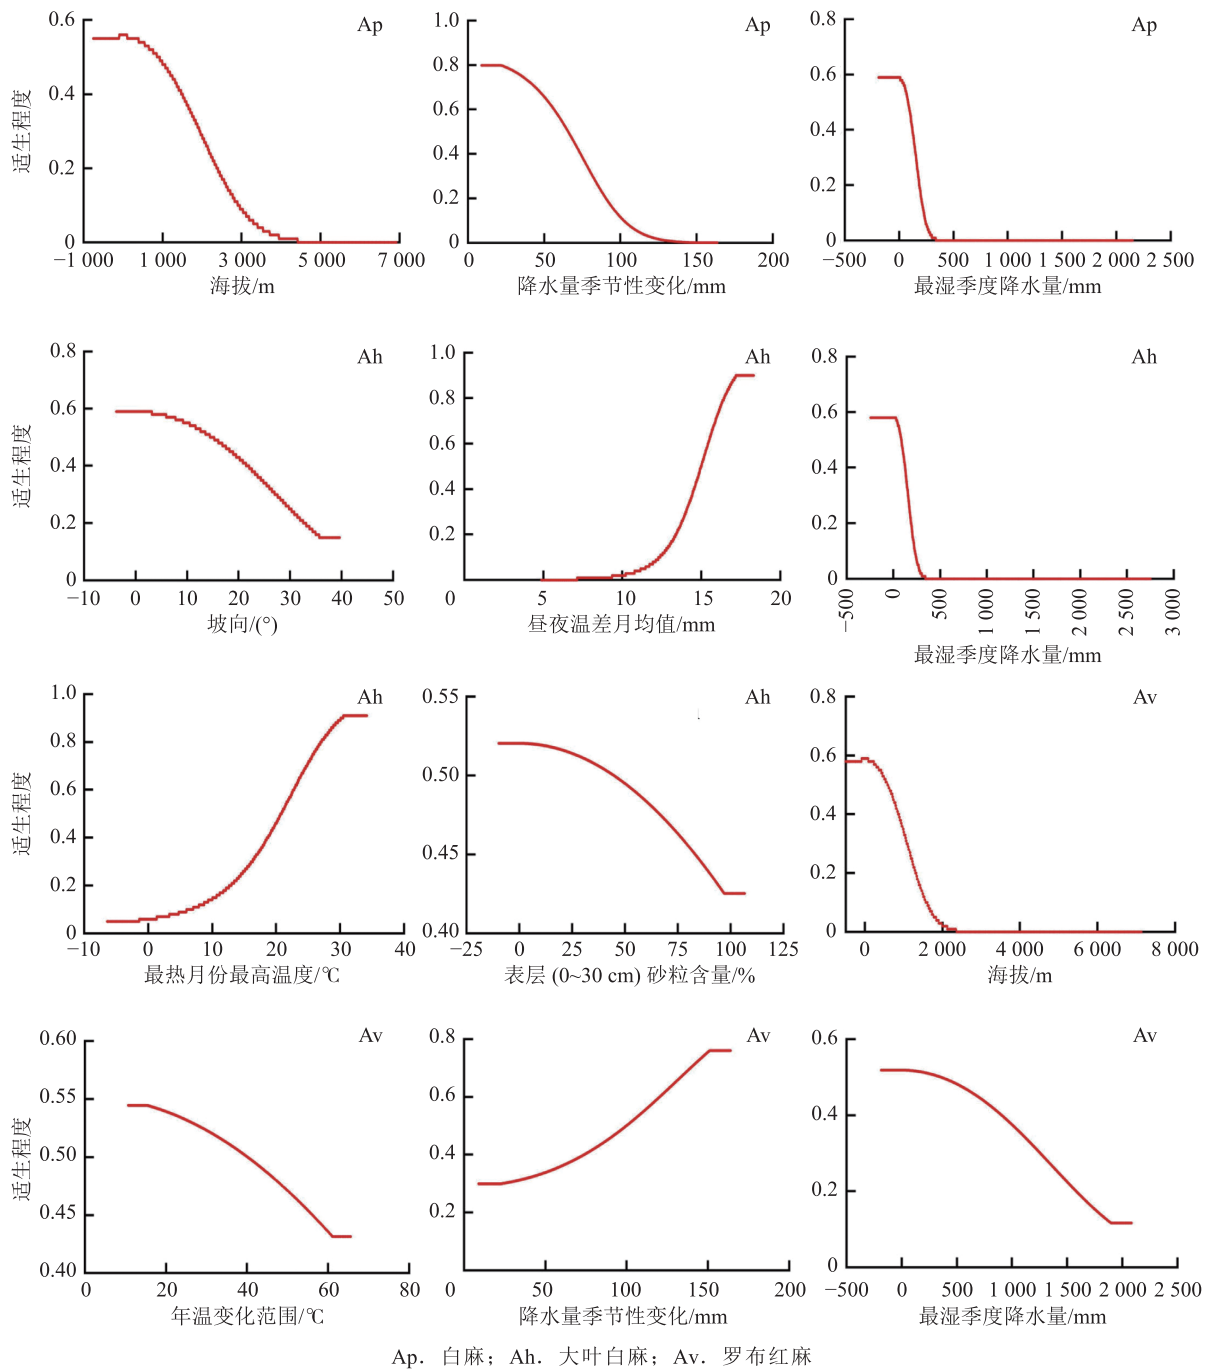 Ap
0.6
0.4
0.2
0
−1 000 1 000 3 000 5 000 7 000
海拔/m
适生程度
Ap
1.0
0.8
0.6
0.4
0.2
0
0 50 100 150 200
降水量季节性变化/mm
Ap
0.8
0.6
0.4
0.2
0
−500 0 500 1 000 1 500 2 000 2 500
最湿季度降水量/mm
Ah
0.8
0.6
0.4
0.2
0
−10 0 10 20 30 40 50
坡向/(°)
适生程度
Ah
1.0
0.8
0.6
0.4
0.2
0 5 10 15 20
昼夜温差月均值/mm
Ah
0.8
0.6
0.4
0.2
0
−500 0 500 1 000 1 500 2 000 2 500 3 000
最湿季度降水量/mm
Ah
1.0
0.8
0.6
0.4
0.2
0
−10 0 10 20 30 40
最热月份最高温度/℃
适生程度
Ah
0.55
0.50
0.45
0.40
−25 0 25 50 75 100 125
表层 (0~30 cm) 砂粒含量/%
Av
0.8
0.6
0.4
0.2
0
0 2 000 4 000 6 000 8 000
海拔/m
Av
0.60
0.55
0.50
0.45
0.40
0 20 40 60 80
年温变化范围/℃
适生程度
Av
0.8
0.6
0.4
0.2
0 50 100 150 200
降水量季节性变化/mm
Av
0.6
0.4
0.2
0
−500 0 500 1 000 1 500 2 000 2 500
最湿季度降水量/mm
Ap. 白麻；Ah. 大叶白麻；Av. 罗布红麻